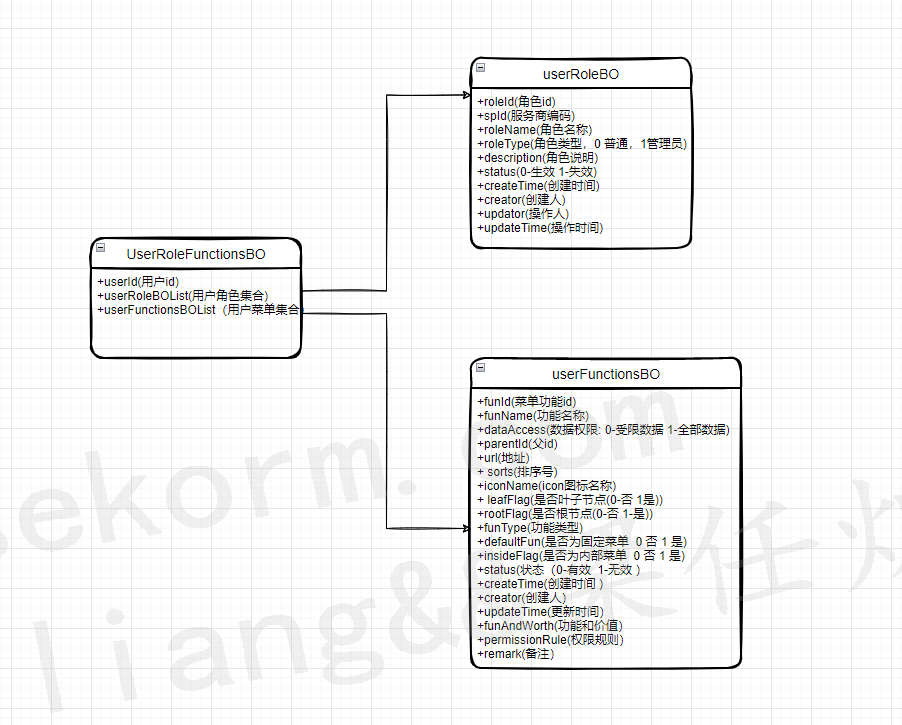 userRoleBO
+roleId(角色id)
+spId(服务商编码)
+roleName(角色名称)
+roleType(角色类型，0 普通，1管理员)
+description(角色说明)
+status(0-生效 1-失效)
+createTime(创建时间)
+creator(创建人)
+updator(操作人)
+updateTime(操作时间)
UserRoleFunctionsBO
+userId(用户id)
+userRoleBOList(用户角色集合)
+userFunctionsBOList（用户菜单集合
userFunctionsBO
+funId(菜单功能id)
+funName(功能名称)
+dataAccess(数据权限: 0-受限数据 1-全部数据)
+parentId(父id)
+url(地址)
+ sorts(排序号)
+iconName(icon图标名称)
+ leafFlag(是否叶子节点(0-否 1是))
+rootFlag(是否根节点(0-否 1-是))
+funType(功能类型)
+defaultFun(是否为固定菜单 0 否 1 是)
+insideFlag(是否为内部菜单 0 否 1 是)
+status(状态（0-有效 1-无效 ）
+createTime(创建时间 ）
+creator(创建人)
+updateTime(更新时间)
+funAndWorth(功能和价值)
+permissionRule(权限规则）
+remark(备注）
sekorm.com
liang&